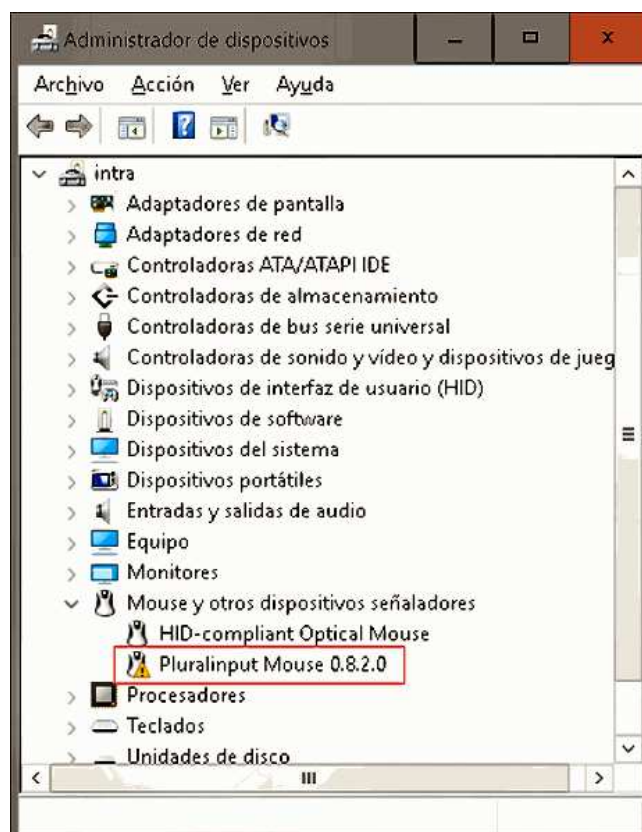 Administrador de dispositivos
Archivo Acción Ver Ayuda
intra
Adaptadores de pantalla
Adaptadores de red
Controladoras ATA/ATAPI IDE
Controladoras de almacenamiento
Controladoras de bus serie universal
Controladoras de sonido y vídeo y dispositivos de jueg
Dispositivos de interfaz de usuario (HID)
Dispositivos de software
Dispositivos del sistema
Dispositivos portátiles
Entradas y salidas de audio
Equipo
Monitores
Mouse y otros dispositivos señaladores
HID-compliant Optical Mouse
Pluralinput Mouse 0.8.2.0
Procesadores
Teclados
Unidades de disco